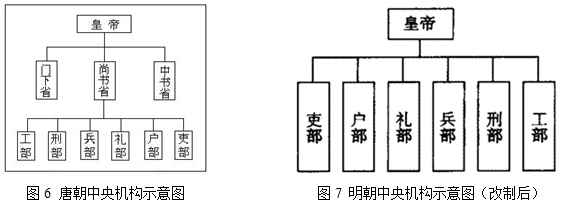 皇帝
门下省
尚书省
中书省
工部
刑部
兵部
礼部
户部
吏部
图6 唐朝中央机构示意图
皇帝
吏部
户部
礼部
兵部
刑部
工部
图7 明朝中央机构示意图（改制后）